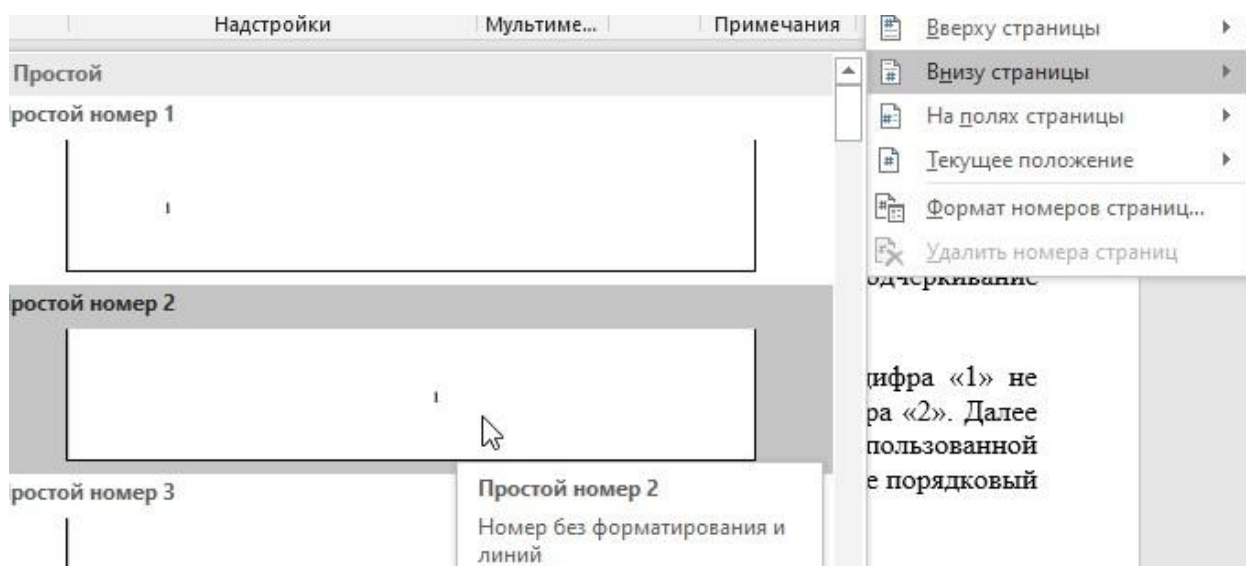 Надстройки
Мультиме...
Примечания
Простой
ростой номер 1
1
ростой номер 2
1
Простой номер 2
Номер без форматирования и
линий
ростой номер 3
Вверху страницы
Внизу страницы
На полях страницы
Текущее положение
Формат номеров страниц...
Удалить номера страниц
одчеркивание
цифра «1» не
ра «2». Далее
пользованной
е порядковый